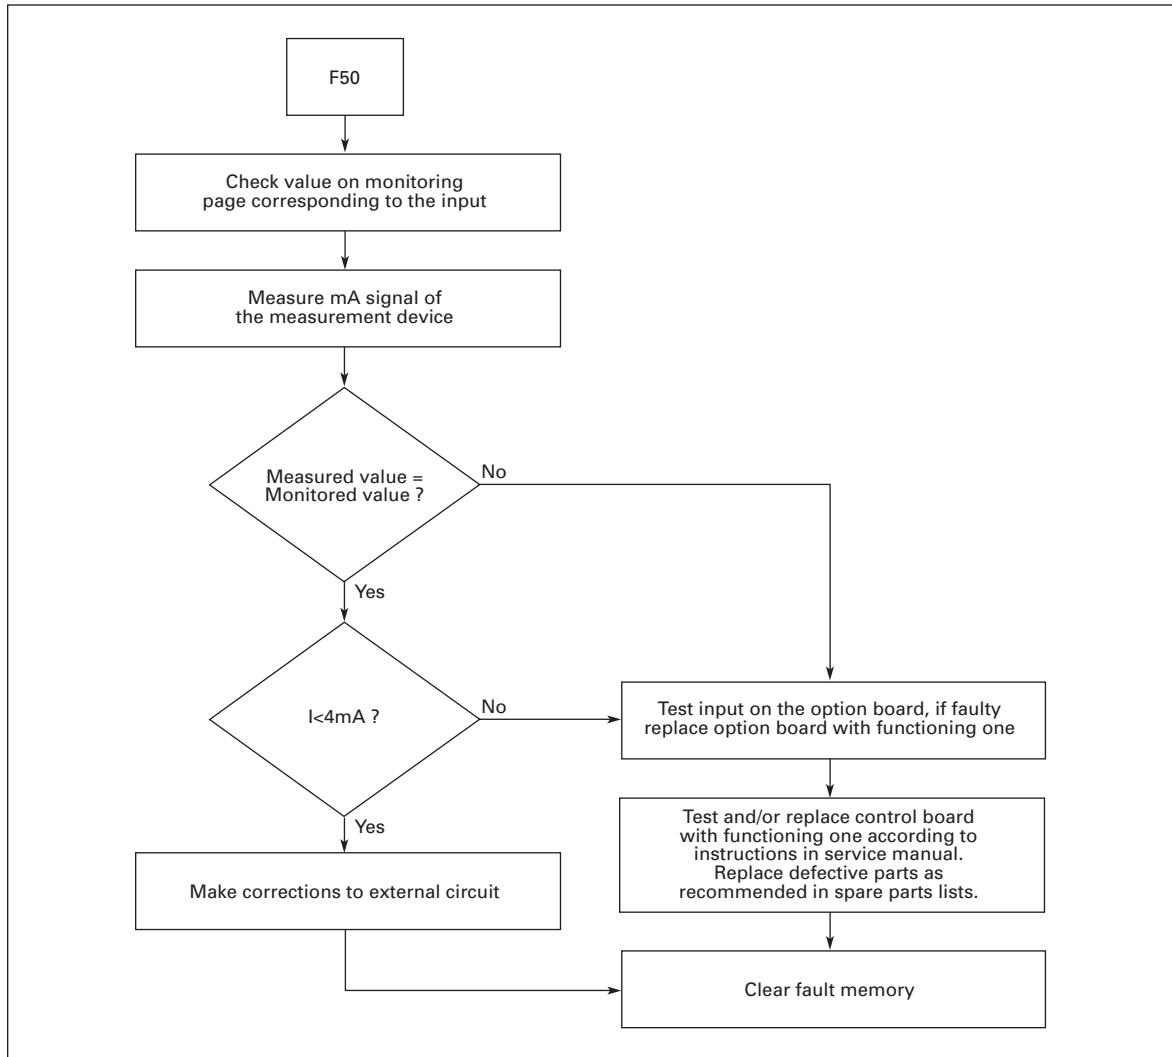 F50
Check value on monitoring
page corresponding to the input
Measure mA signal of
the measurement device
Measured value =
Monitored value ?
No
Yes
I<4mA ?
No
Yes
Test input on the option board, if faulty
replace option board with functioning one
Test and/or replace control board
with functioning one according to
instructions in service manual.
Replace defective parts as
recommended in spare parts lists.
Make corrections to external circuit
Clear fault memory